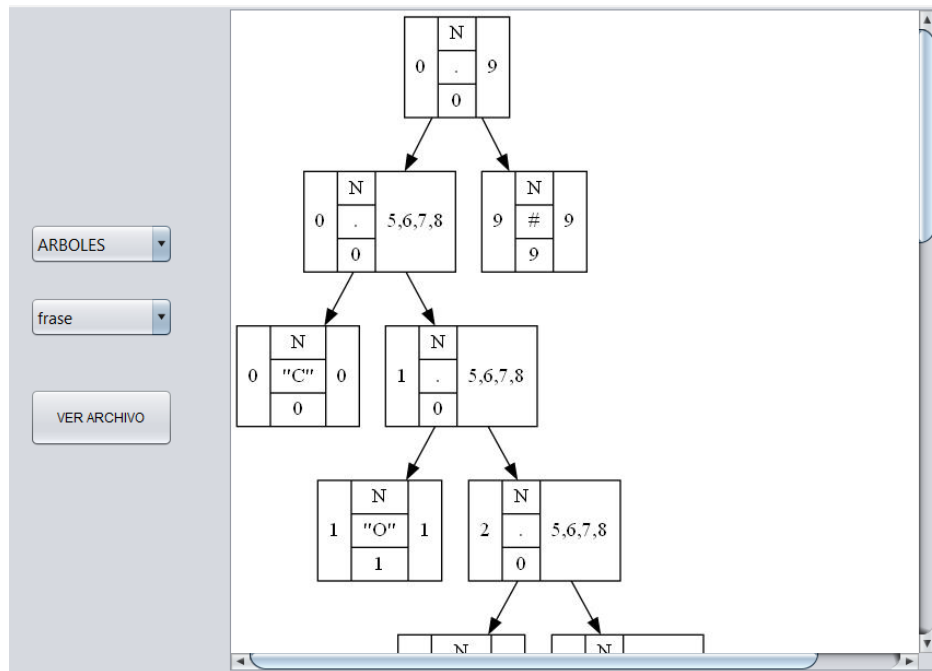 ARBOLES
frase
VER ARCHIVO
N
0 . 9
0
N
0 . 5,6,7,8
0
N
9 # 9
9
N
0 "C" 0
0
N
1 . 5,6,7,8
0
N
1 "O" 1
1
N
2 . 5,6,7,8
0
N
N